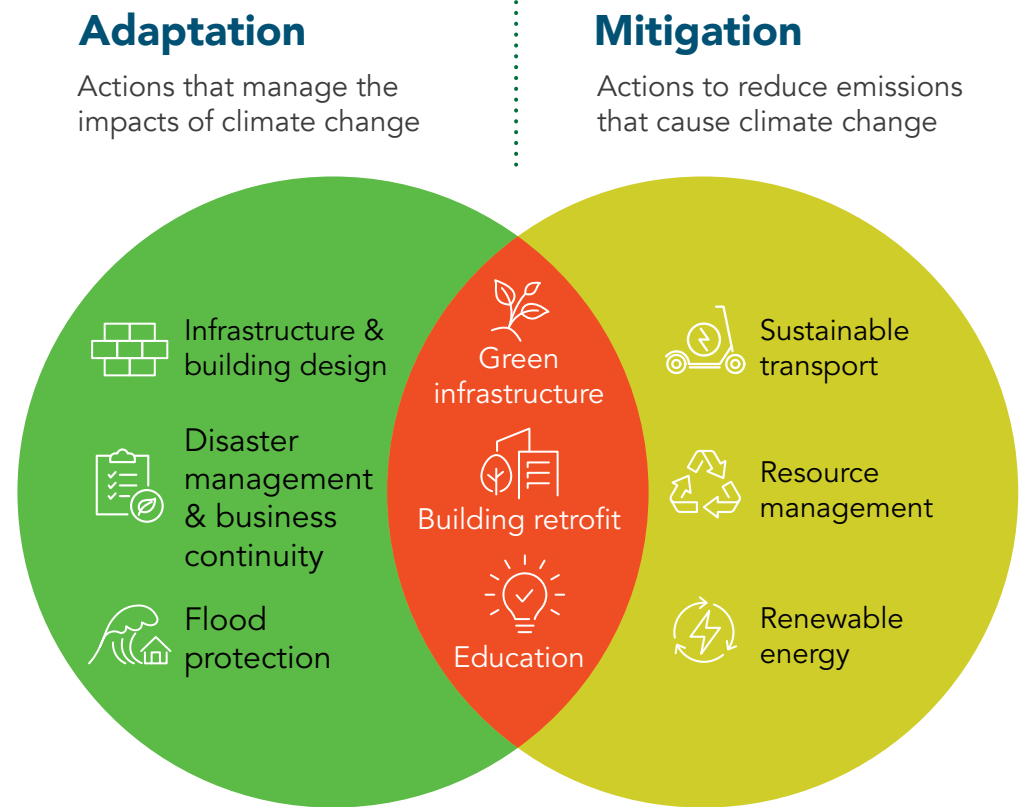 Adaptation
Actions that manage the
impacts of climate change
Mitigation
Actions to reduce emissions
that cause climate change
Infrastructure &
building design
Disaster
management
& business
continuity
Flood
protection
Green
infrastructure
Building retrofit
Education
Sustainable
transport
Resource
management
Renewable
energy